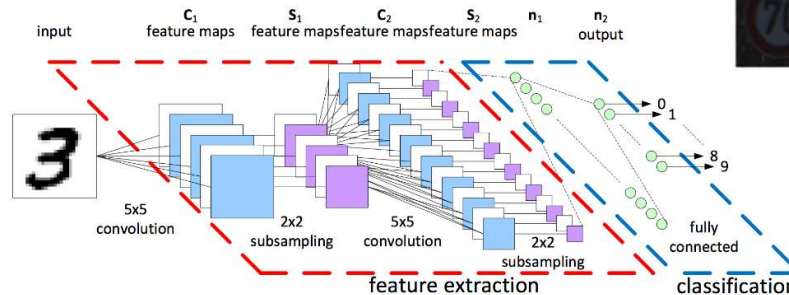 input
C₁
feature maps
S₁
feature maps
C₂
feature maps
S₂
feature maps
n₁
n₂
output
3
0
1
8
9
5x5
convolution
2x2
subsampling
5x5
convolution
2x2
subsampling
fully
connected
feature extraction
classification